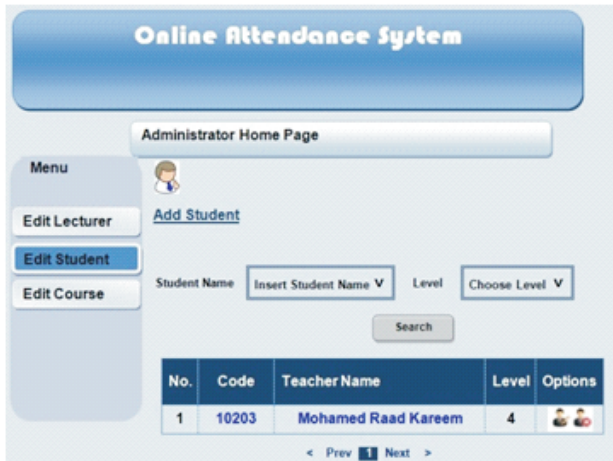 Online Attendance System
Administrator Home Page
Menu
Add Student
Edit Lecturer
Edit Student
Edit Course
Student Name Insert Student Name V Level Choose Level V
Search
No. Code Teacher Name Level Options
1 10203 Mohamed Raad Kareem 4
< Prev 1 Next >